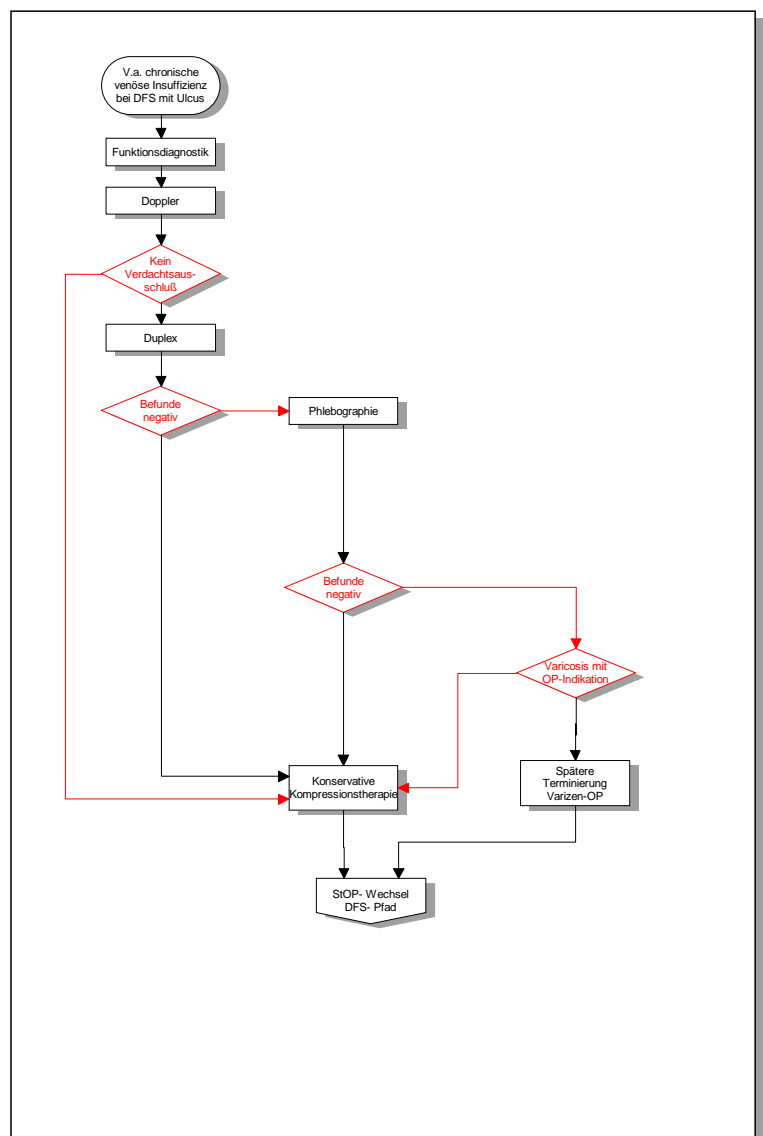 V.a. chronische
venöse Insuffizienz
bei DFS mit Ulcus
Funktionsdiagnostik
Doppler
Kein
Verdachtsaus-
schluß
Duplex
Befunde
negativ
Phlebographie
Befunde
negativ
Varicosis mit
OP-Indikation
Konservative
Kompressionstherapie
Spätere
Terminierung
Varizen-OP
StOP- Wechsel
DFS- Pfad